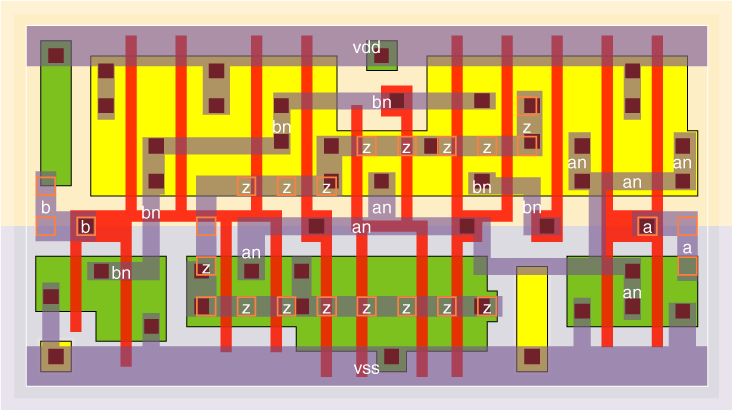 vdd
bn
bn z
z z z z
an an
z z z bn an
an
b bn bn
b an a
an a
z bn
an
z z z z z z z z
vss